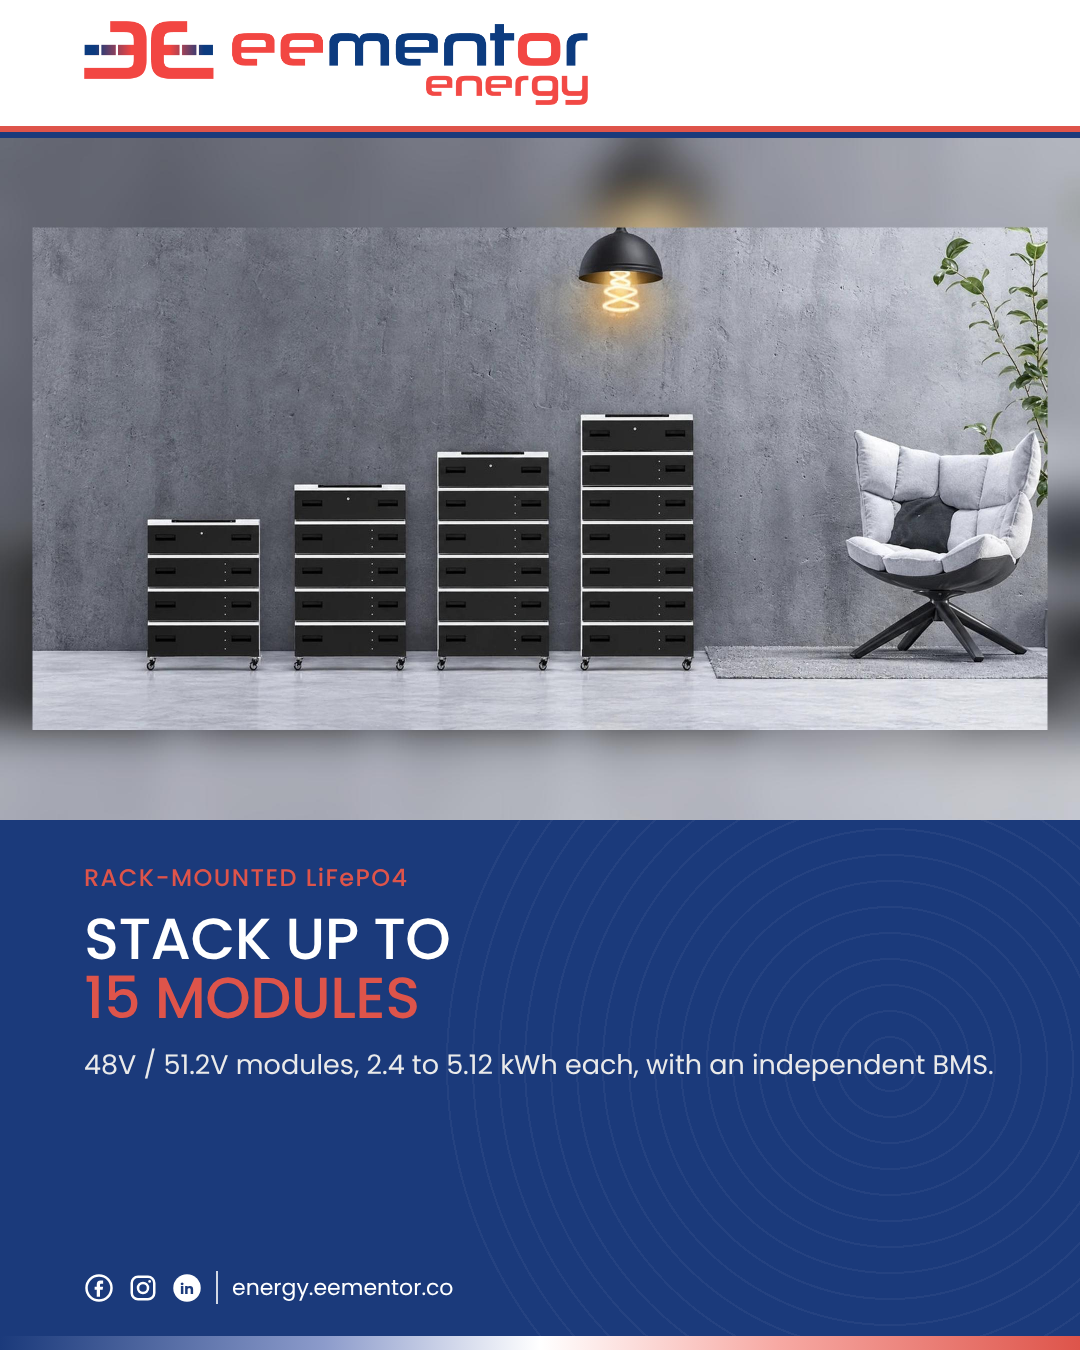 eementor
energy
RACK-MOUNTED LiFePO4
STACK UP TO
15 MODULES
48V / 51.2V modules, 2.4 to 5.12 kWh each, with an independent BMS.
energy.eementor.co